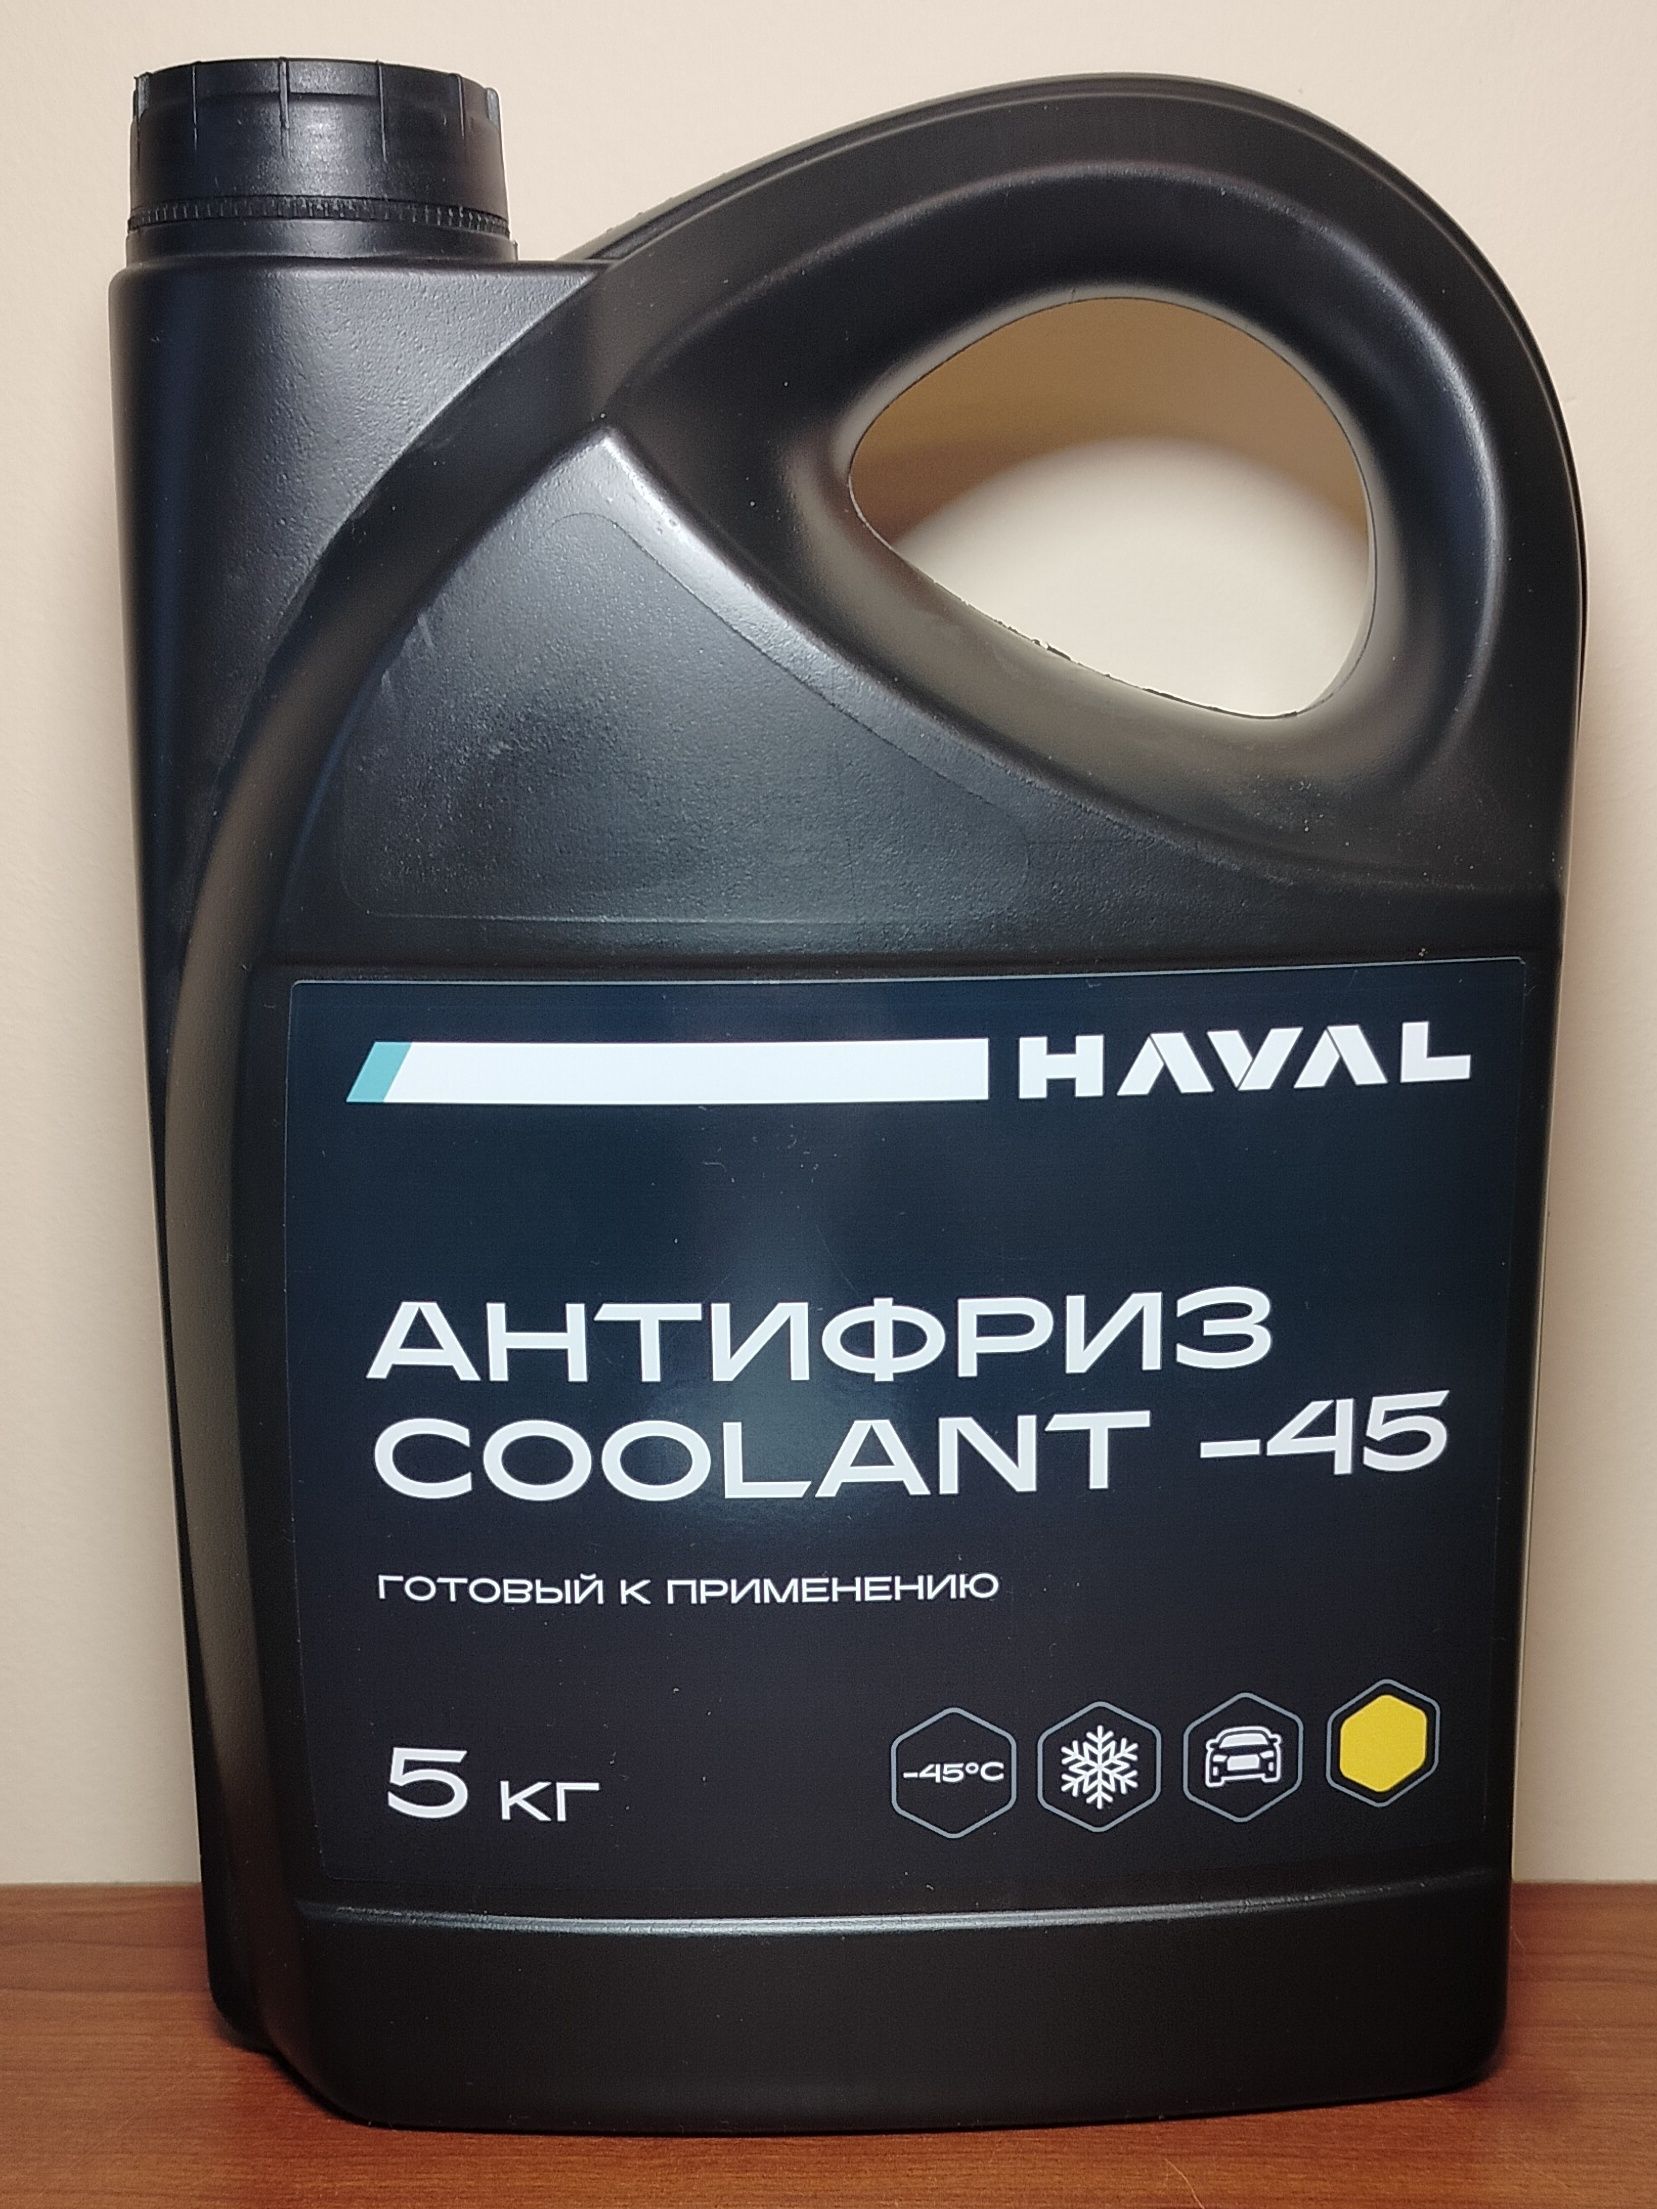 HAVAL
АНТИФРИЗ
COOLANT -45
ГОТОВЫЙ К ПРИМЕНЕНИЮ
5 КГ
-45°C